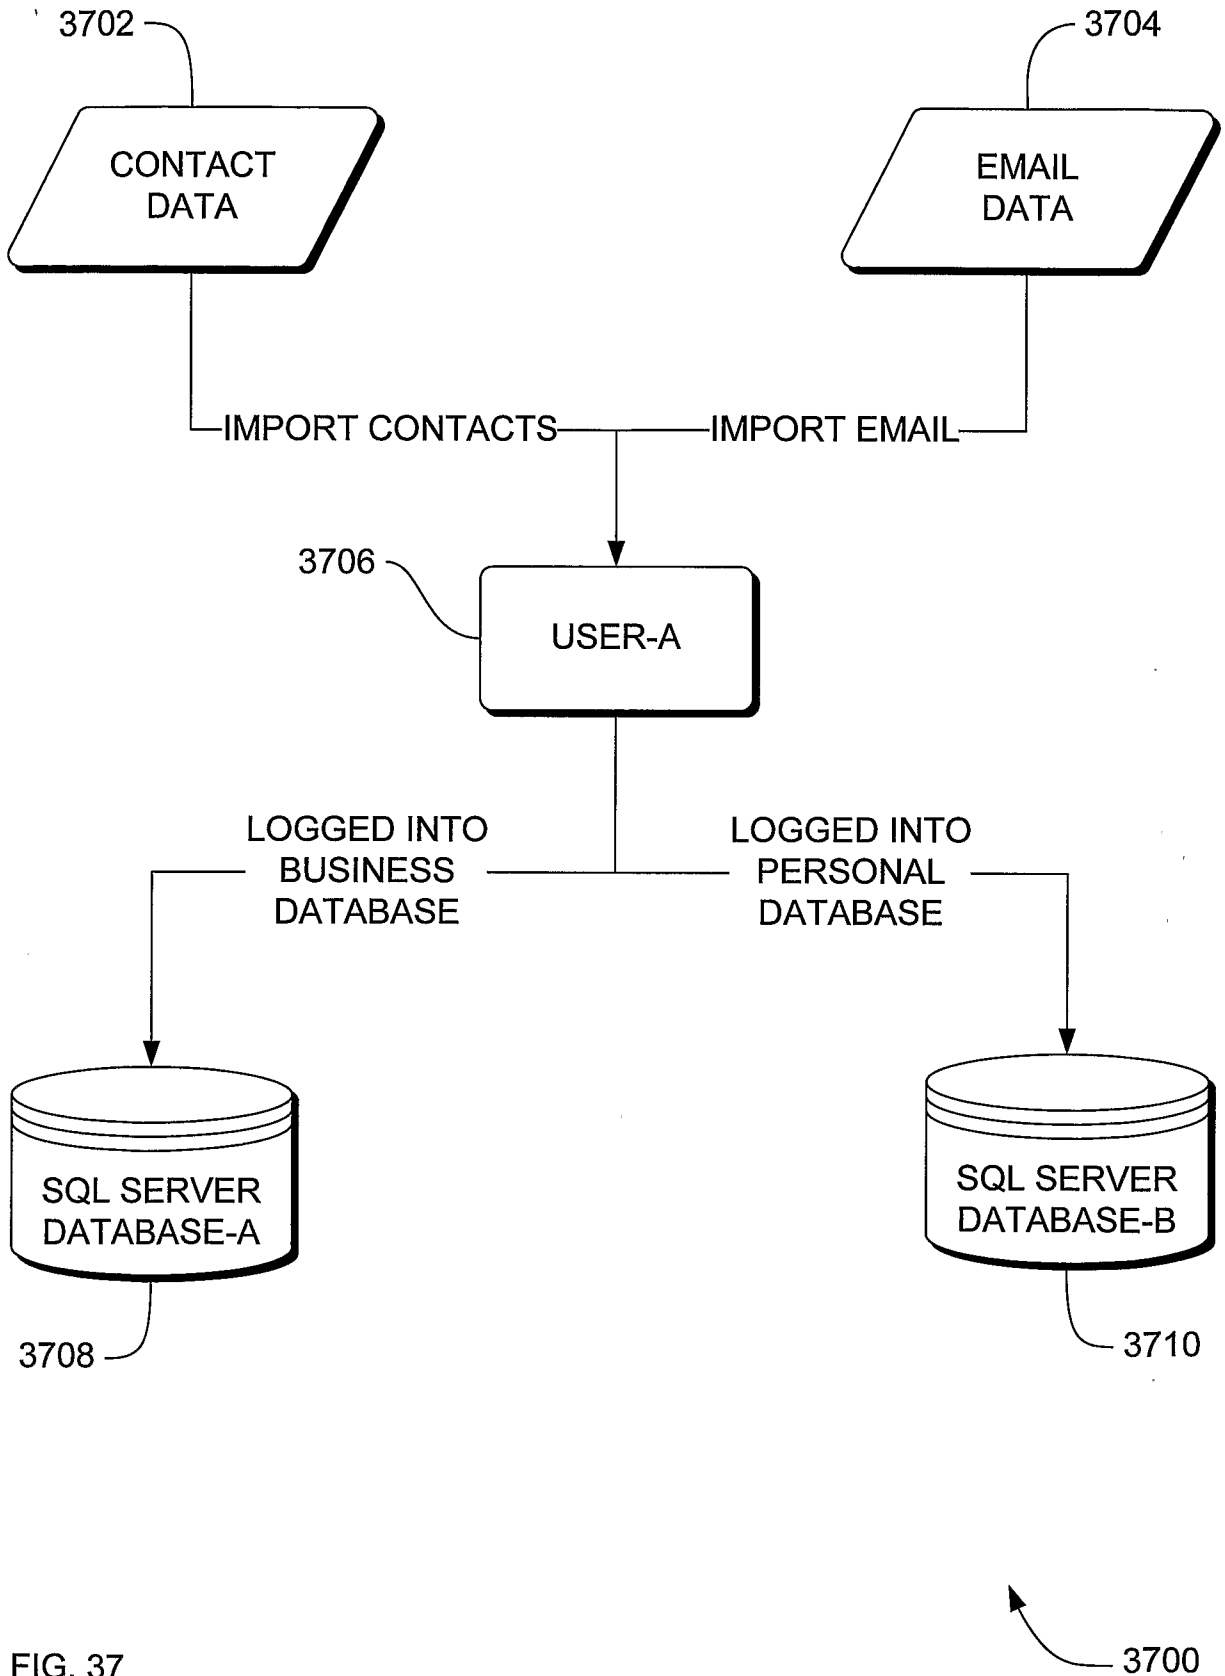 3702
3704
CONTACT
DATA
EMAIL
DATA
IMPORT CONTACTS
IMPORT EMAIL
3706
USER-A
LOGGED INTO
BUSINESS
DATABASE
LOGGED INTO
PERSONAL
DATABASE
SQL SERVER
DATABASE-A
SQL SERVER
DATABASE-B
3708
3710
3700
FIG. 37